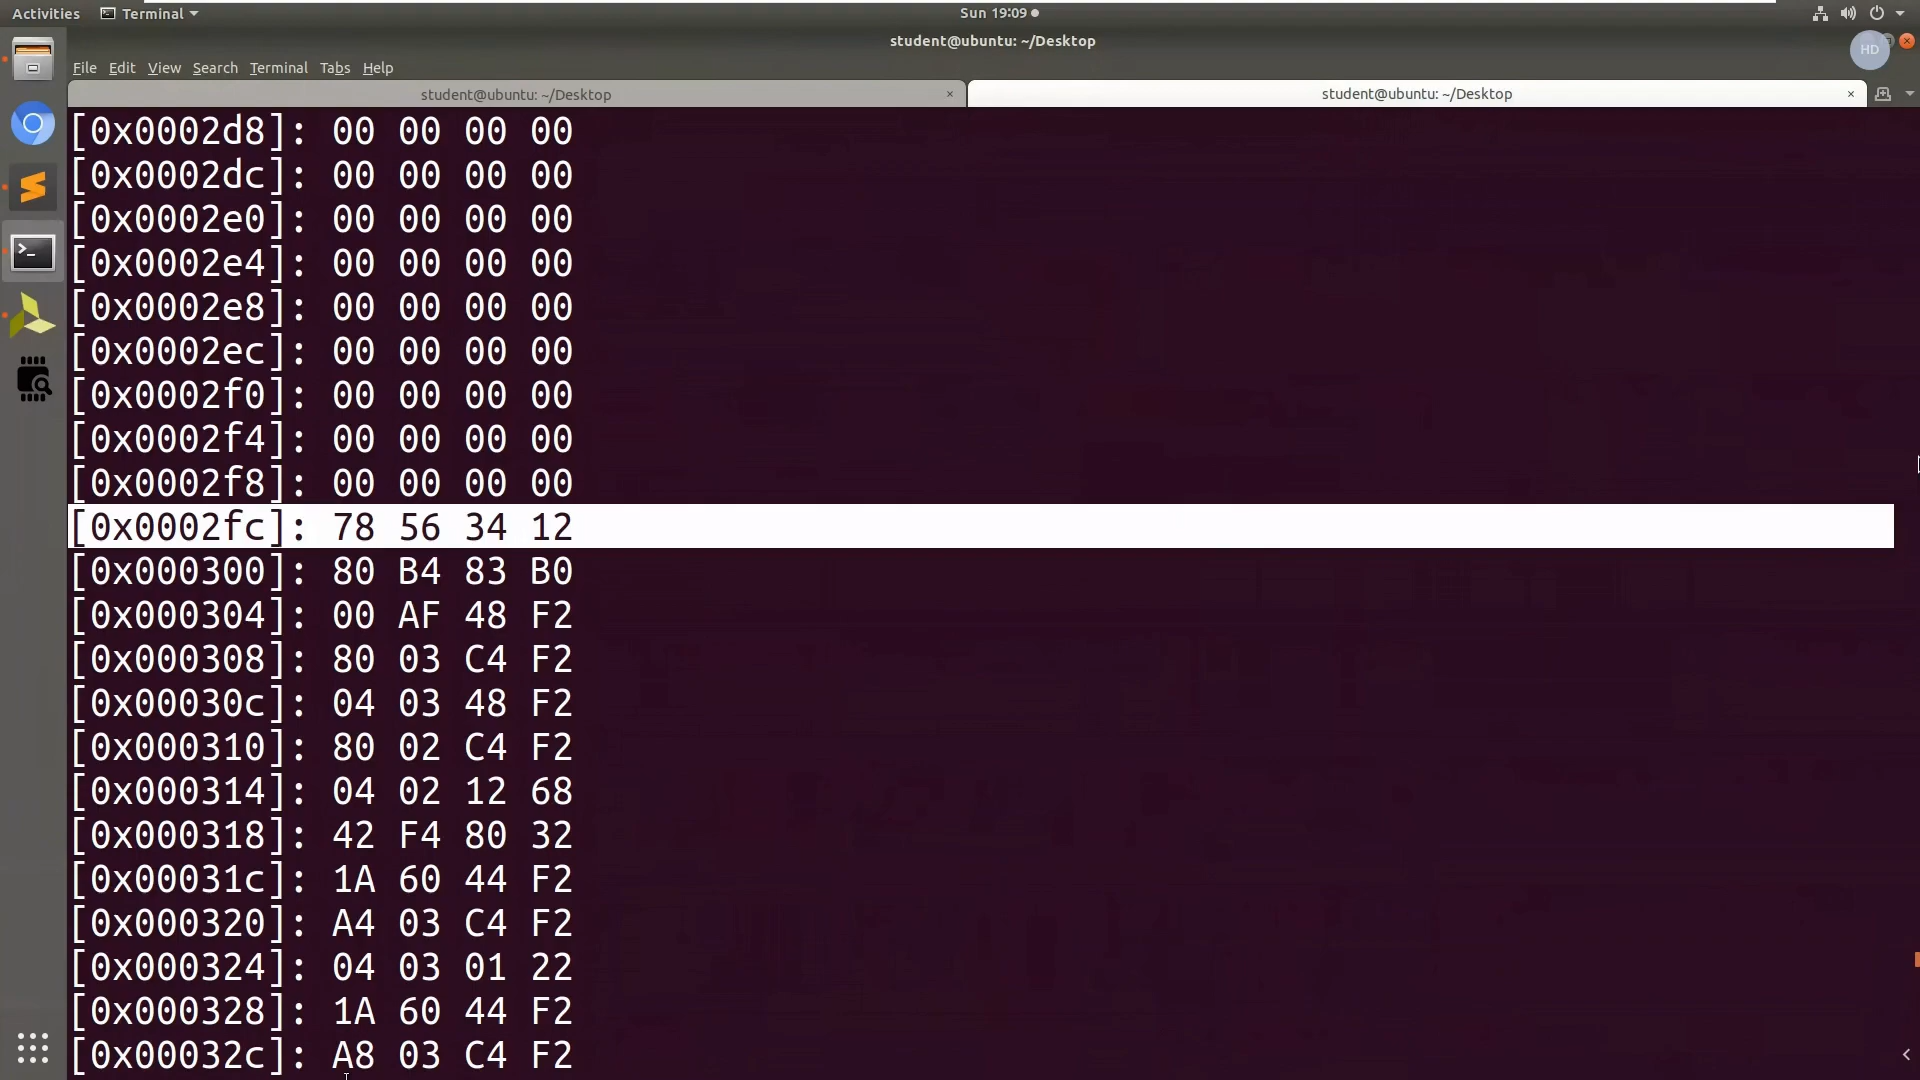 Activities Terminal Sun 19:09
student@ubuntu: ~/Desktop
HD
File Edit View Search Terminal Tabs Help
student@ubuntu: ~/Desktop × student@ubuntu: ~/Desktop ×
[0x0002d8]: 00 00 00 00
[0x0002dc]: 00 00 00 00
[0x0002e0]: 00 00 00 00
[0x0002e4]: 00 00 00 00
[0x0002e8]: 00 00 00 00
[0x0002ec]: 00 00 00 00
[0x0002f0]: 00 00 00 00
[0x0002f4]: 00 00 00 00
[0x0002f8]: 00 00 00 00
[0x0002fc]: 78 56 34 12
[0x000300]: 80 B4 83 B0
[0x000304]: 00 AF 48 F2
[0x000308]: 80 03 C4 F2
[0x00030c]: 04 03 48 F2
[0x000310]: 80 02 C4 F2
[0x000314]: 04 02 12 68
[0x000318]: 42 F4 80 32
[0x00031c]: 1A 60 44 F2
[0x000320]: A4 03 C4 F2
[0x000324]: 04 03 01 22
[0x000328]: 1A 60 44 F2
[0x00032c]: A8 03 C4 F2